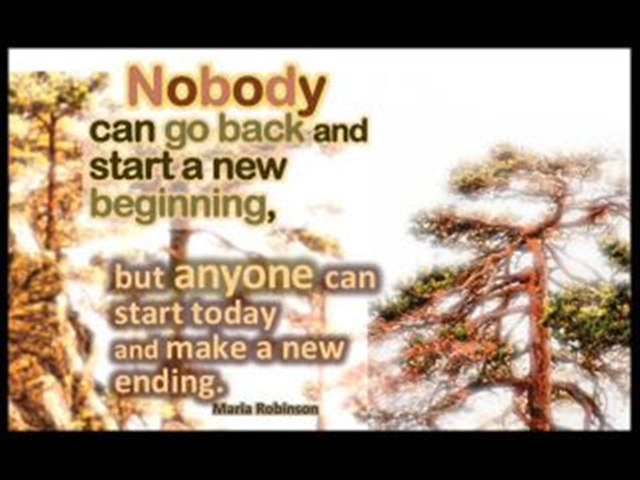 Nobody
can go back and
start a new
beginning,
but anyone can
start today
and make a new
ending.
Maria Robinson